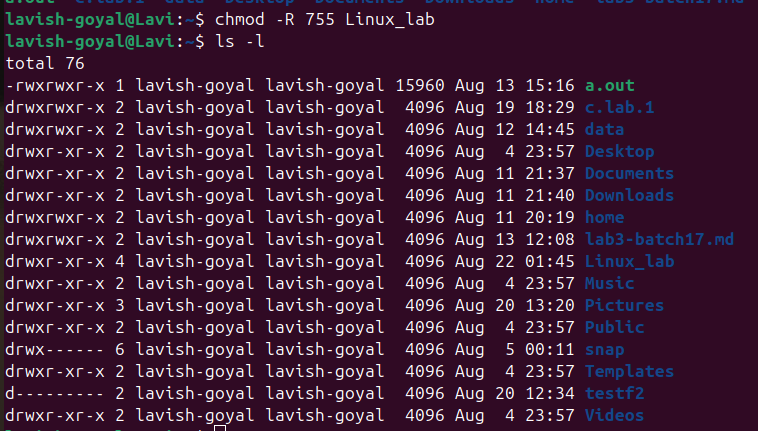 a.out c.lab.1 data Desktop Documents Downloads home lab3-batch17.md
lavish-goyal@Lavi:~$ chmod -R 755 Linux_lab
lavish-goyal@Lavi:~$ ls -l
total 76
-rwxrwxr-x 1 lavish-goyal lavish-goyal 15960 Aug 13 15:16 a.out
drwxrwxr-x 2 lavish-goyal lavish-goyal  4096 Aug 19 18:29 c.lab.1
drwxrwxr-x 2 lavish-goyal lavish-goyal  4096 Aug 12 14:45 data
drwxr-xr-x 2 lavish-goyal lavish-goyal  4096 Aug  4 23:57 Desktop
drwxr-xr-x 2 lavish-goyal lavish-goyal  4096 Aug 11 21:37 Documents
drwxr-xr-x 2 lavish-goyal lavish-goyal  4096 Aug 11 21:40 Downloads
drwxrwxr-x 2 lavish-goyal lavish-goyal  4096 Aug 11 20:19 home
drwxrwxr-x 2 lavish-goyal lavish-goyal  4096 Aug 13 12:08 lab3-batch17.md
drwxr-xr-x 4 lavish-goyal lavish-goyal  4096 Aug 22 01:45 Linux_lab
drwxr-xr-x 2 lavish-goyal lavish-goyal  4096 Aug  4 23:57 Music
drwxr-xr-x 3 lavish-goyal lavish-goyal  4096 Aug 20 13:20 Pictures
drwxr-xr-x 2 lavish-goyal lavish-goyal  4096 Aug  4 23:57 Public
drwx------ 6 lavish-goyal lavish-goyal  4096 Aug  5 00:11 snap
drwxr-xr-x 2 lavish-goyal lavish-goyal  4096 Aug  4 23:57 Templates
d--------- 2 lavish-goyal lavish-goyal  4096 Aug 20 12:34 testf2
drwxr-xr-x 2 lavish-goyal lavish-goyal  4096 Aug  4 23:57 Videos